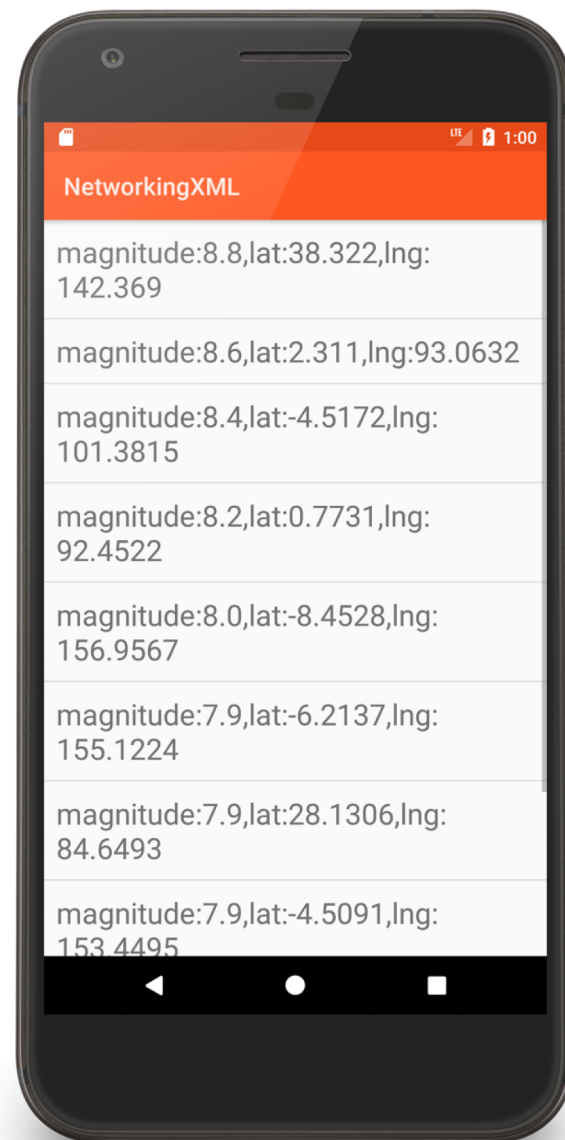 LTE 1:00
NetworkingXML
magnitude:8.8,lat:38.322,lng:
142.369
magnitude:8.6,lat:2.311,lng:93.0632
magnitude:8.4,lat:-4.5172,lng:
101.3815
magnitude:8.2,lat:0.7731,lng:
92.4522
magnitude:8.0,lat:-8.4528,lng:
156.9567
magnitude:7.9,lat:-6.2137,lng:
155.1224
magnitude:7.9,lat:28.1306,lng:
84.6493
magnitude:7.9,lat:-4.5091,lng:
153.4495